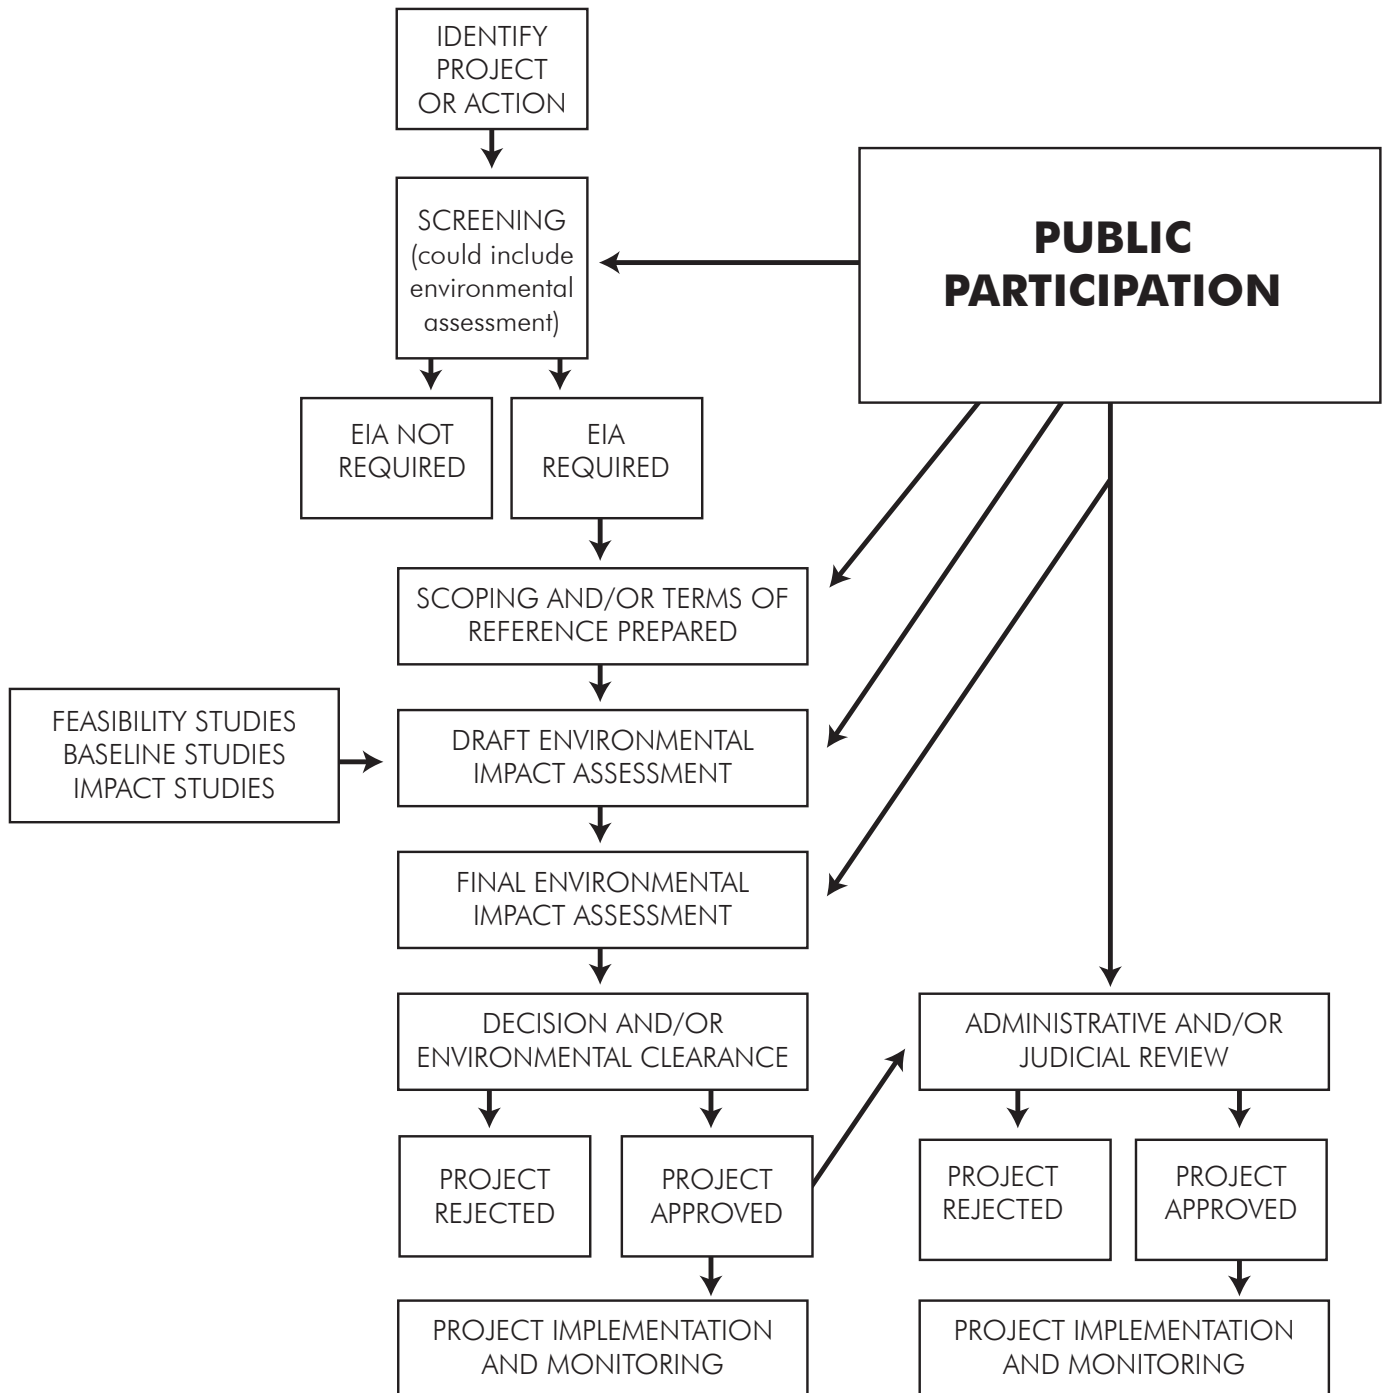 IDENTIFY
PROJECT
OR ACTION
SCREENING
(could include
environmental
assessment)
PUBLIC
PARTICIPATION
EIA NOT
REQUIRED
EIA
REQUIRED
SCOPING AND/OR TERMS OF
REFERENCE PREPARED
FEASIBILITY STUDIES
BASELINE STUDIES
IMPACT STUDIES
DRAFT ENVIRONMENTAL
IMPACT ASSESSMENT
FINAL ENVIRONMENTAL
IMPACT ASSESSMENT
DECISION AND/OR
ENVIRONMENTAL CLEARANCE
ADMINISTRATIVE AND/OR
JUDICIAL REVIEW
PROJECT
REJECTED
PROJECT
APPROVED
PROJECT
REJECTED
PROJECT
APPROVED
PROJECT IMPLEMENTATION
AND MONITORING
PROJECT IMPLEMENTATION
AND MONITORING